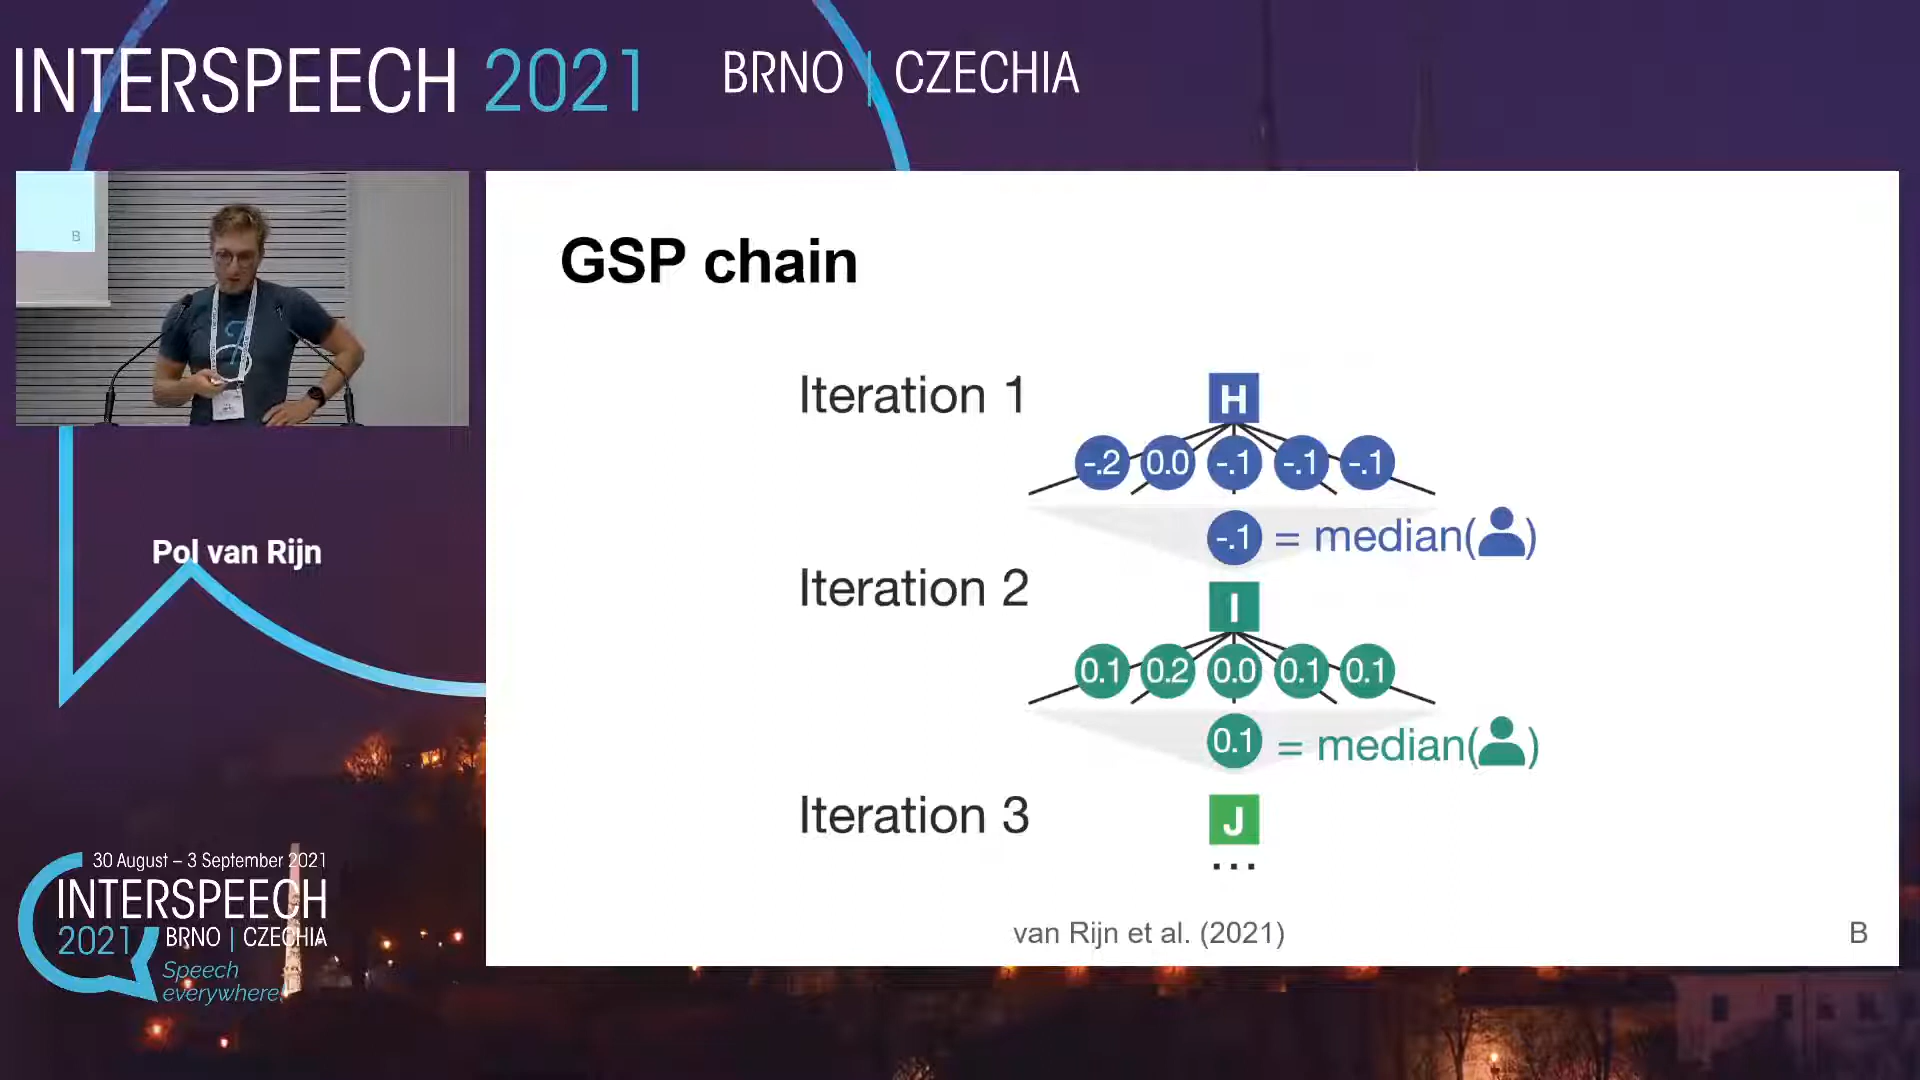 INTERSPEECH 2021 BRNO | CZECHIA
B
Pol van Rijn
GSP chain
Iteration 1 H
-.2 0.0 -.1 -.1 -.1
-.1 = median( )
Iteration 2 I
0.1 0.2 0.0 0.1 0.1
0.1 = median( )
Iteration 3 J
...
van Rijn et al. (2021) B
30 August – 3 September 2021
INTERSPEECH
2021 BRNO | CZECHIA
Speech
everywhere!